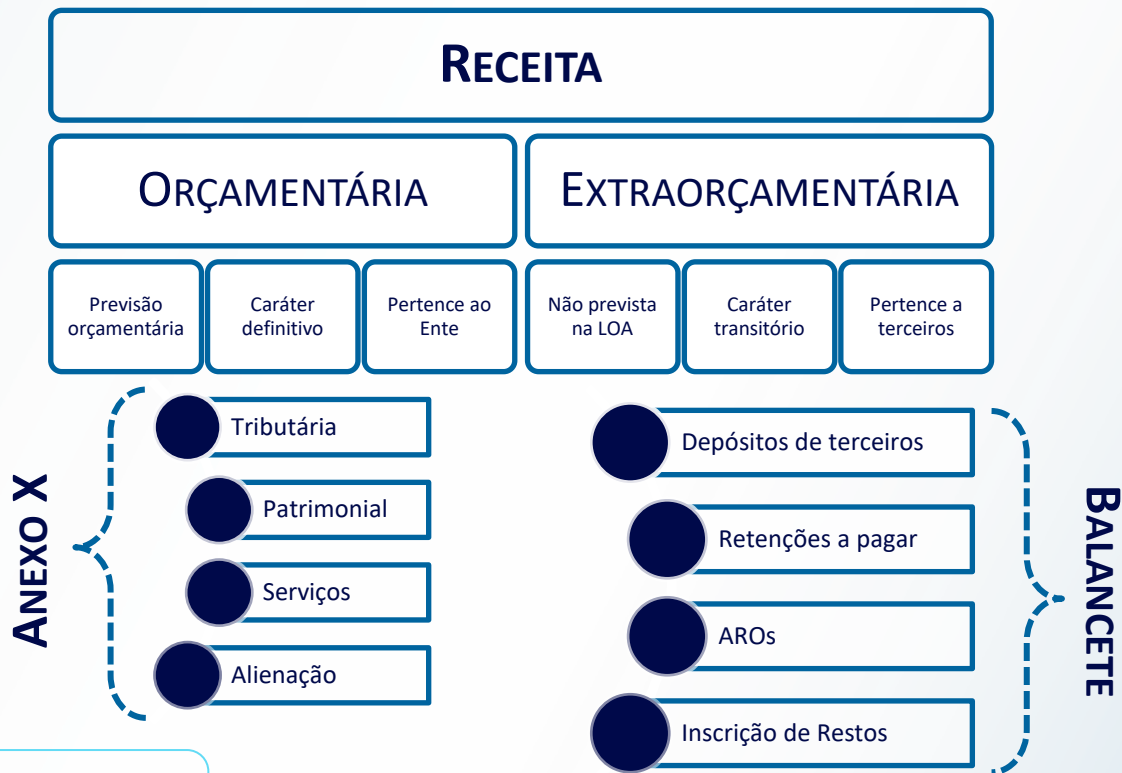 RECEITA
ORÇAMENTÁRIA
EXTRAORÇAMENTÁRIA
Previsão
orçamentária
Caráter
definitivo
Pertence ao
Ente
Não prevista
na LOA
Caráter
transitório
Pertence a
terceiros
ANEXO X
Tributária
Patrimonial
Serviços
Alienação
Depósitos de terceiros
Retenções a pagar
AROs
Inscrição de Restos
BALANCETE